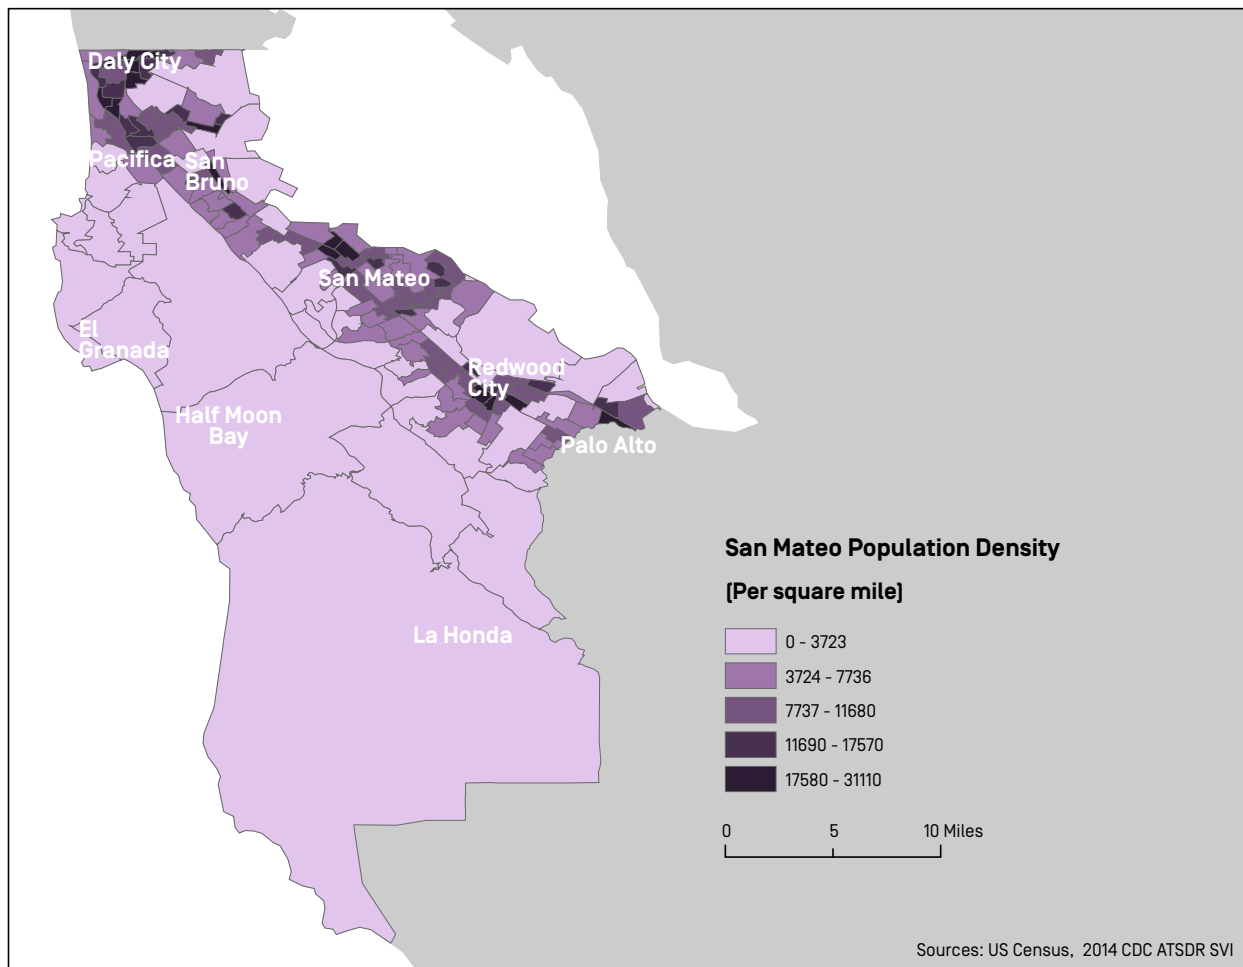 Daly City
Pacifica
San
Bruno
San Mateo
El
Granada
Redwood
City
Half Moon
Bay
Palo Alto
La Honda
San Mateo Population Density
(Per square mile)
0 - 3723
3724 - 7736
7737 - 11680
11690 - 17570
17580 - 31110
0 5 10 Miles
Sources: US Census, 2014 CDC ATSDR SVI